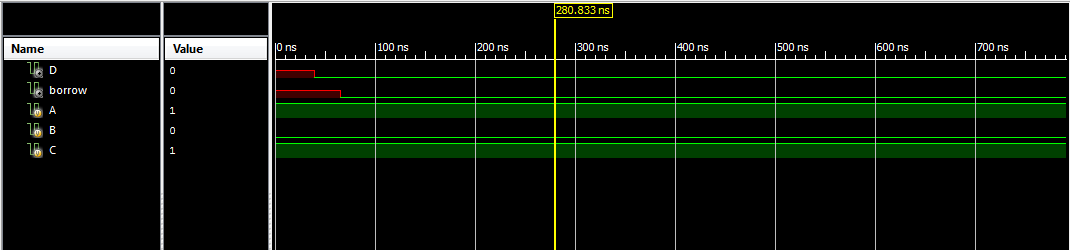 280.833 ns
Name Value
0 ns 100 ns 200 ns 300 ns 400 ns 500 ns 600 ns 700 ns
D 0
borrow 0
A 1
B 0
C 1